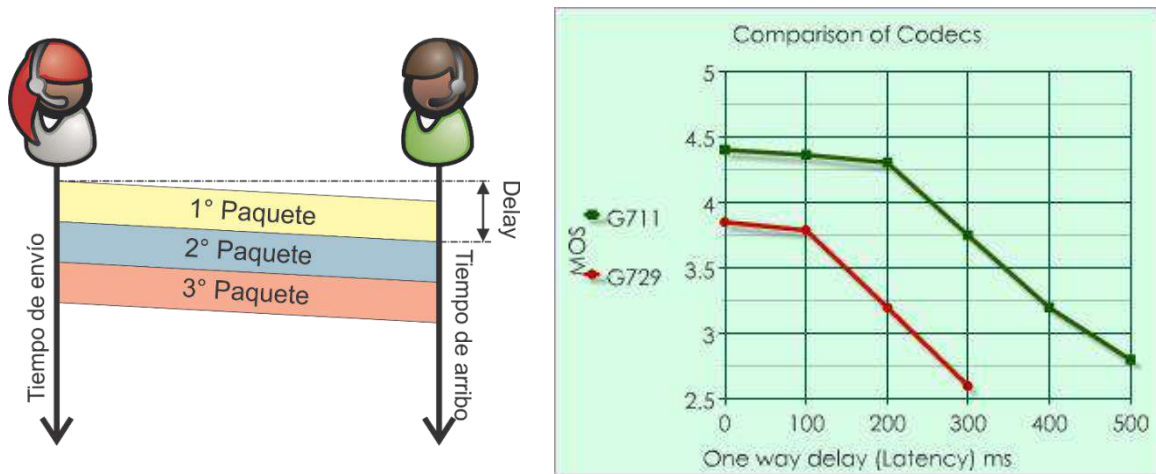 1° Paquete
2° Paquete
3° Paquete
Delay
Tiempo de envío
Tiempo de arribo
Comparison of Codecs
5
4.5
4
3.5
3
2.5
MOS
G711
G729
0 100 200 300 400 500
One way delay (Latency) ms